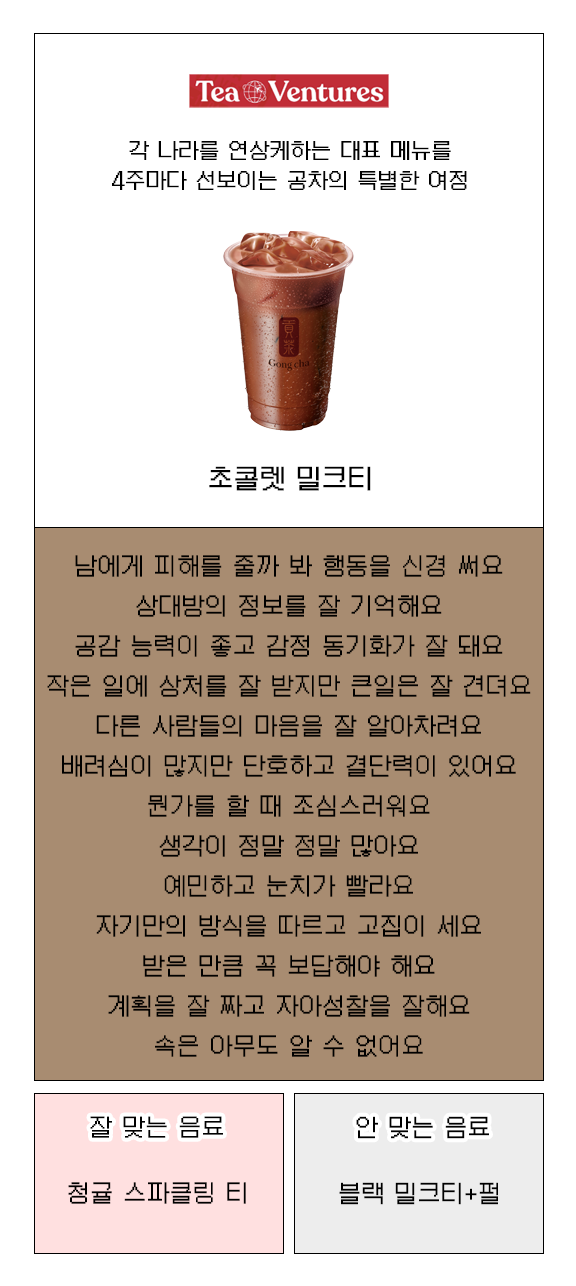 Tea Ventures
각 나라를 연상케하는 대표 메뉴를
4주마다 선보이는 공차의 특별한 여정
貢茶
Gong cha
초콜렛 밀크티
남에게 피해를 줄까 봐 행동을 신경 써요
상대방의 정보를 잘 기억해요
공감 능력이 좋고 감정 동기화가 잘 돼요
작은 일에 상처를 잘 받지만 큰일은 잘 견뎌요
다른 사람들의 마음을 잘 알아차려요
배려심이 많지만 단호하고 결단력이 있어요
뭔가를 할 때 조심스러워요
생각이 정말 정말 많아요
예민하고 눈치가 빨라요
자기만의 방식을 따르고 고집이 세요
받은 만큼 꼭 보답해야 해요
계획을 잘 짜고 자아성찰을 잘해요
속은 아무도 알 수 없어요
잘 맞는 음료
청귤 스파클링 티
안 맞는 음료
블랙 밀크티+펄